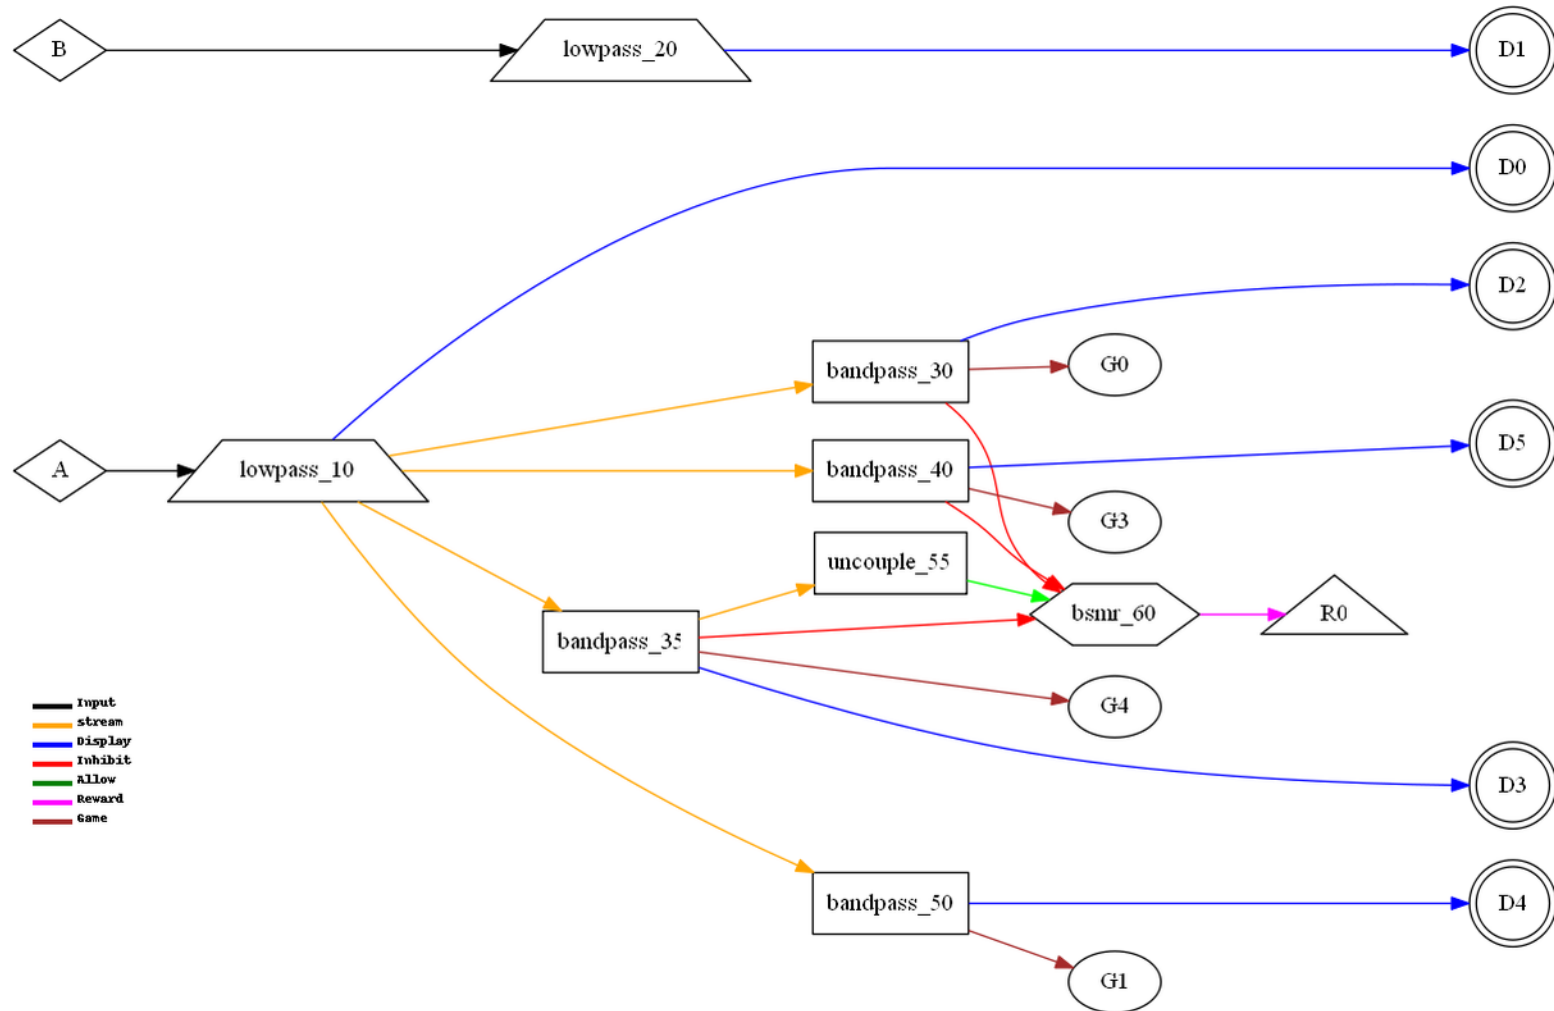 B
lowpass_20
D1
D0
D2
bandpass_30
G0
A
lowpass_10
bandpass_40
D5
G3
uncouple_55
bsmr_60
R0
bandpass_35
G4
Input
stream
Display
Inhibit
Allow
Reward
Game
D3
bandpass_50
D4
G1